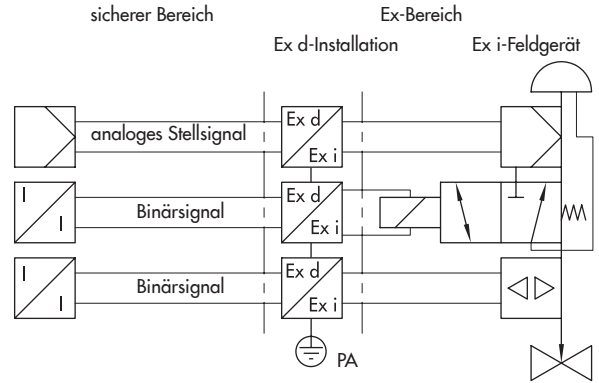 sicherer Bereich
Ex-Bereich
Ex d-Installation
Ex i-Feldgerät
analoges Stellsignal
Ex d
Ex i
I
I
Binärsignal
Ex d
Ex i
I
I
Binärsignal
Ex d
Ex i
PA